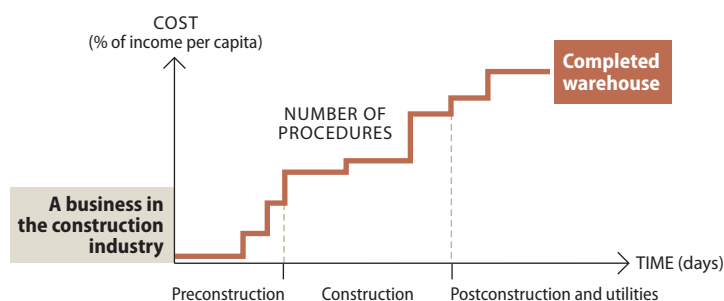 COST
(% of income per capita)
Completed
warehouse
NUMBER OF
PROCEDURES
A business in
the construction
industry
TIME (days)
Preconstruction
Construction
Postconstruction and utilities